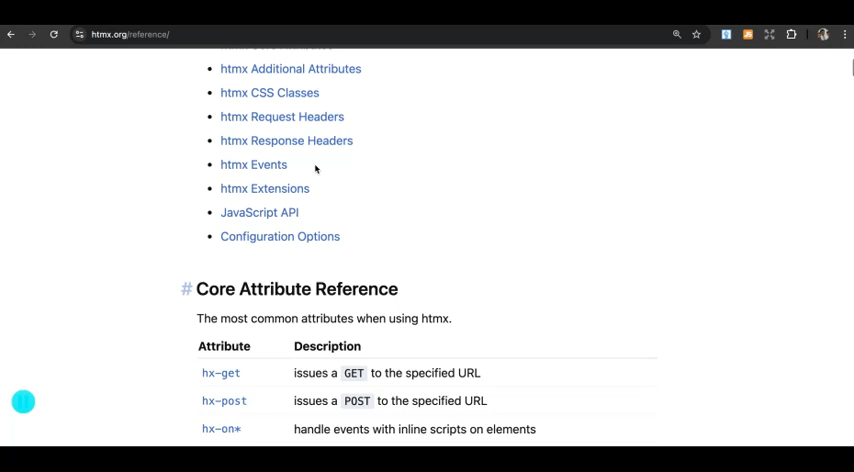 htmx.org/reference/
htmx Additional Attributes
htmx CSS Classes
htmx Request Headers
htmx Response Headers
htmx Events
htmx Extensions
JavaScript API
Configuration Options
# Core Attribute Reference
The most common attributes when using htmx.
Attribute Description
hx-get issues a GET to the specified URL
hx-post issues a POST to the specified URL
hx-on* handle events with inline scripts on elements